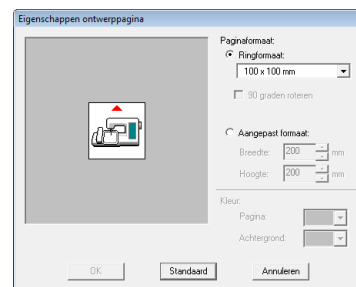 Eigenschappen ontwerppagina
Paginaformaat:
Ringformaat:
100 x 100 mm
90 graden roteren
Aangepast formaat:
Breedte: 200 mm
Hoogte: 200 mm
Kleur:
Pagina:
Achtergrond:
OK Standaard Annuleren